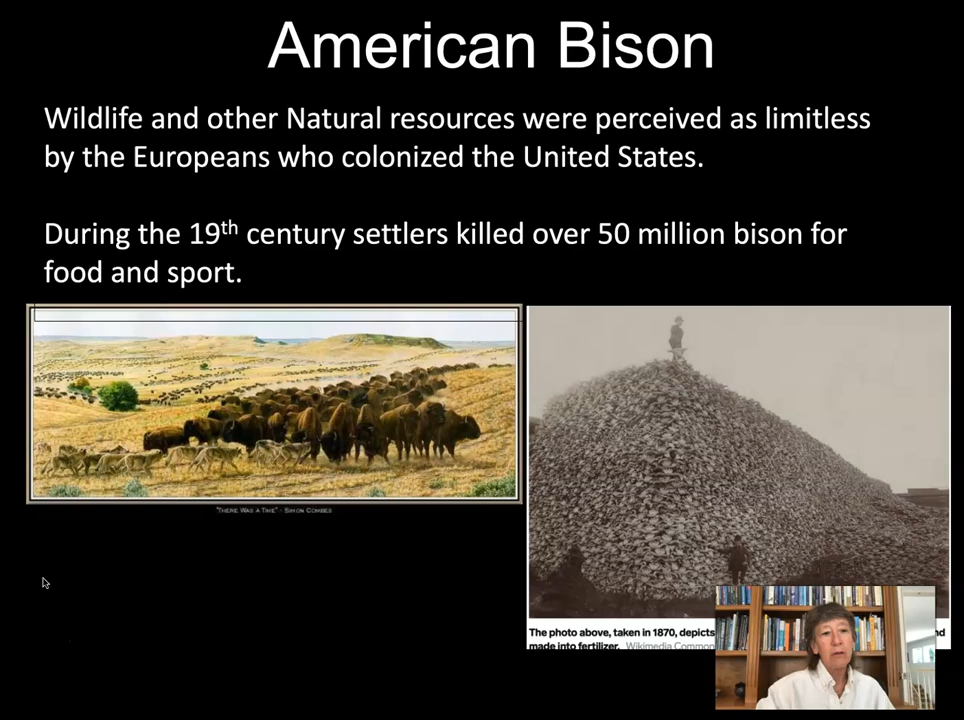 American Bison
Wildlife and other Natural resources were perceived as limitless
by the Europeans who colonized the United States.
During the 19th century settlers killed over 50 million bison for
food and sport.
"There Was a Time" - Simon Combes
The photo above, taken in 1870, depicts
made into fertilizer. Wikimedia Common